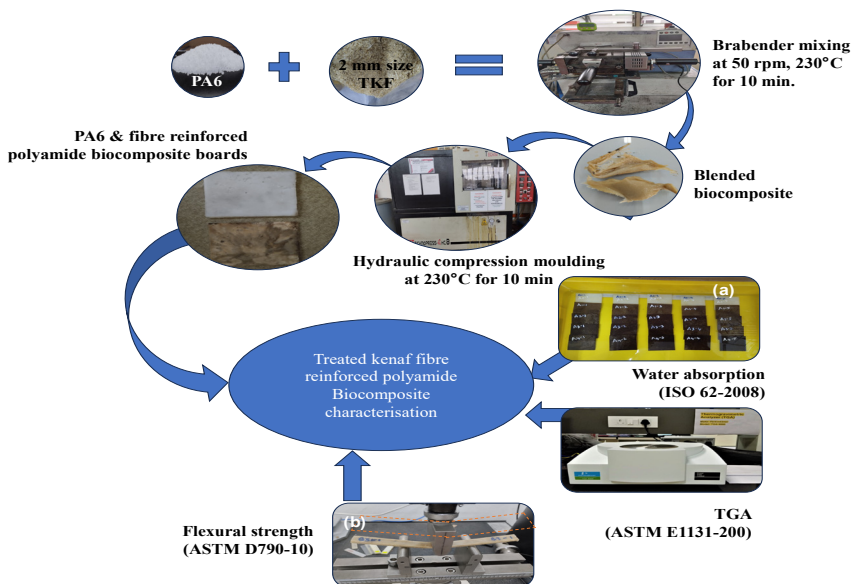 PA6
2 mm size
TKF
Brabender mixing
at 50 rpm, 230°C
for 10 min.
PA6 & fibre reinforced
polyamide biocomposite boards
Blended
biocomposite
Hydraulic compression moulding
at 230°C for 10 min
(a)
Water absorption
(ISO 62-2008)
Treated kenaf fibre
reinforced polyamide
Biocomposite
characterisation
TGA
(ASTM E1131-200)
Flexural strength
(ASTM D790-10)
(b)